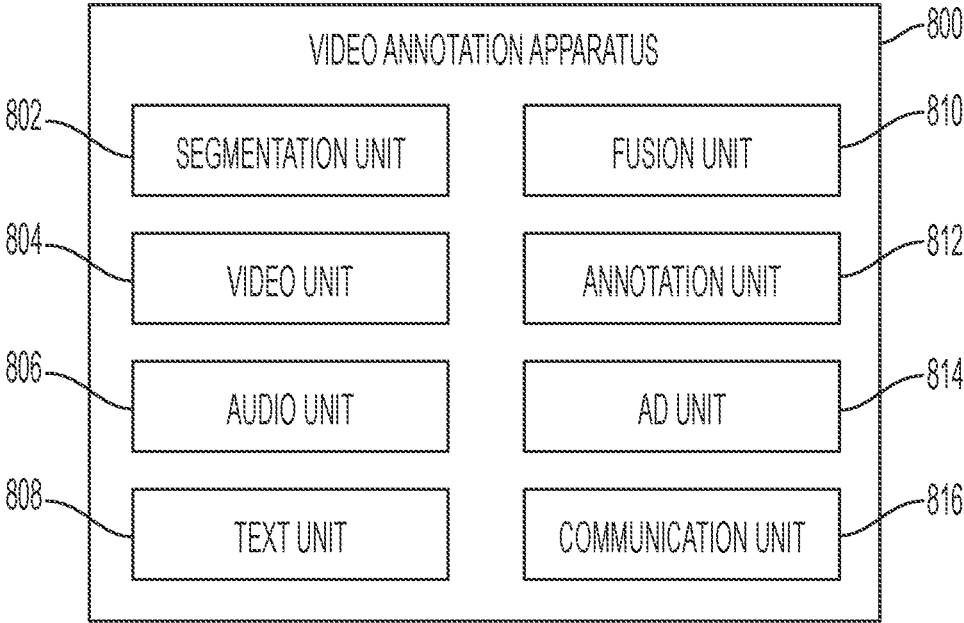 800
VIDEO ANNOTATION APPARATUS
802
SEGMENTATION UNIT
810
FUSION UNIT
804
VIDEO UNIT
812
ANNOTATION UNIT
806
AUDIO UNIT
814
AD UNIT
808
TEXT UNIT
816
COMMUNICATION UNIT